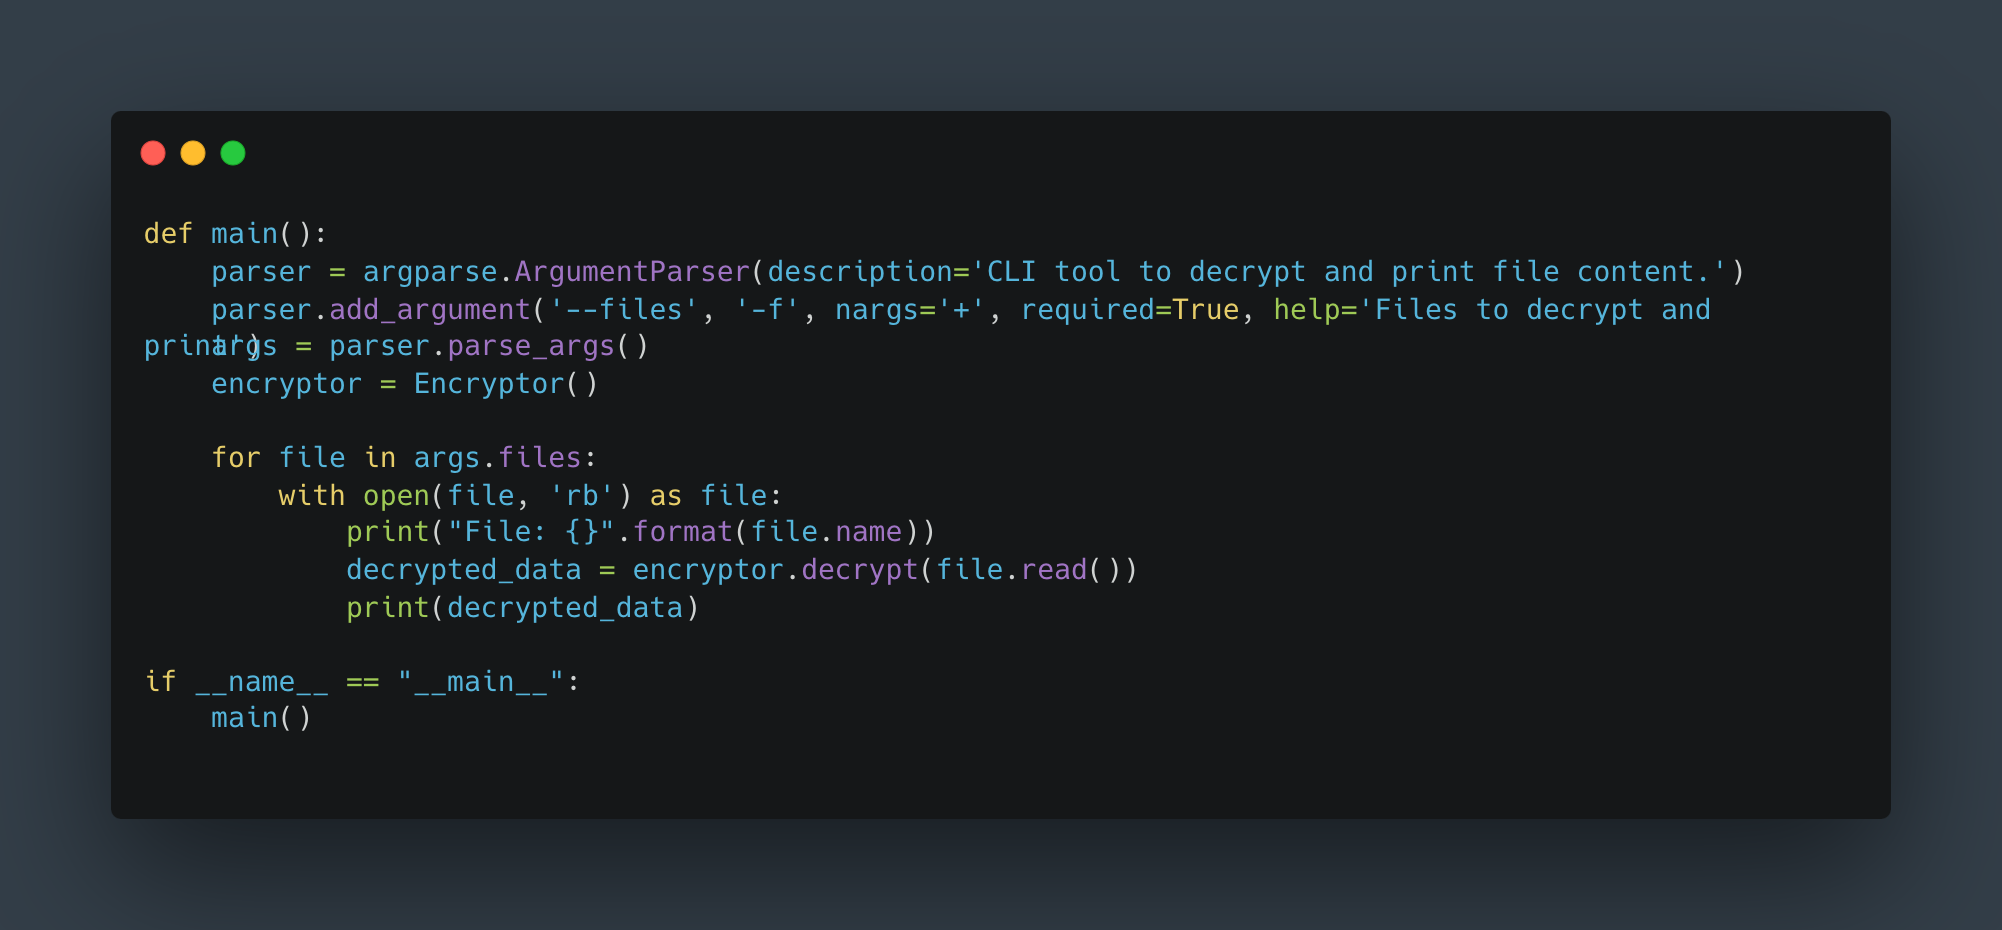 def main():
    parser = argparse.ArgumentParser(description='CLI tool to decrypt and print file content.')
    parser.add_argument('--files', '-f', nargs='+', required=True, help='Files to decrypt and
print')
    args = parser.parse_args()
    encryptor = Encryptor()

    for file in args.files:
        with open(file, 'rb') as file:
            print("File: {}".format(file.name))
            decrypted_data = encryptor.decrypt(file.read())
            print(decrypted_data)

if __name__ == "__main__":
    main()